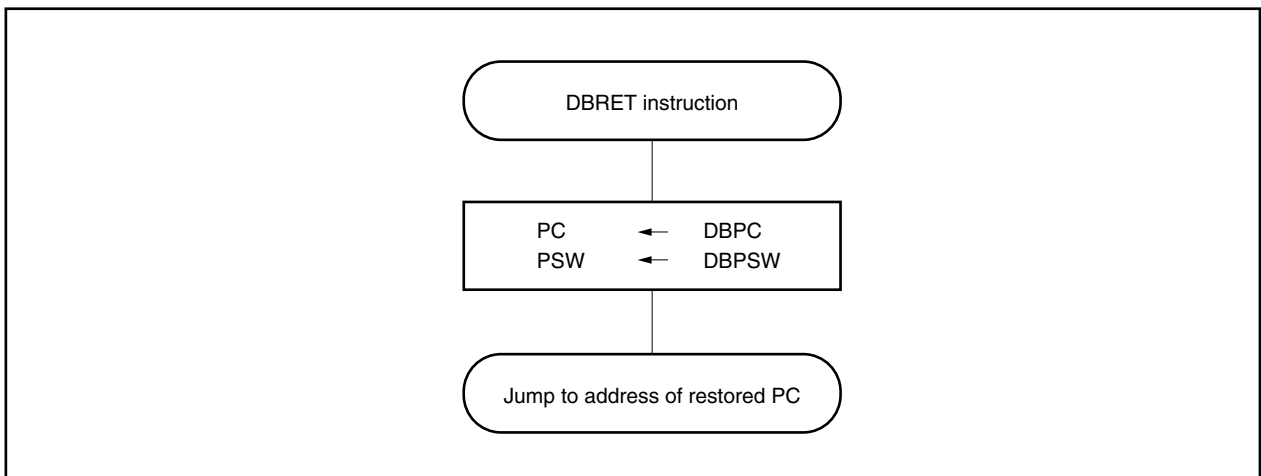 DBRET instruction
PC ← DBPC
PSW ← DBPSW
Jump to address of restored PC